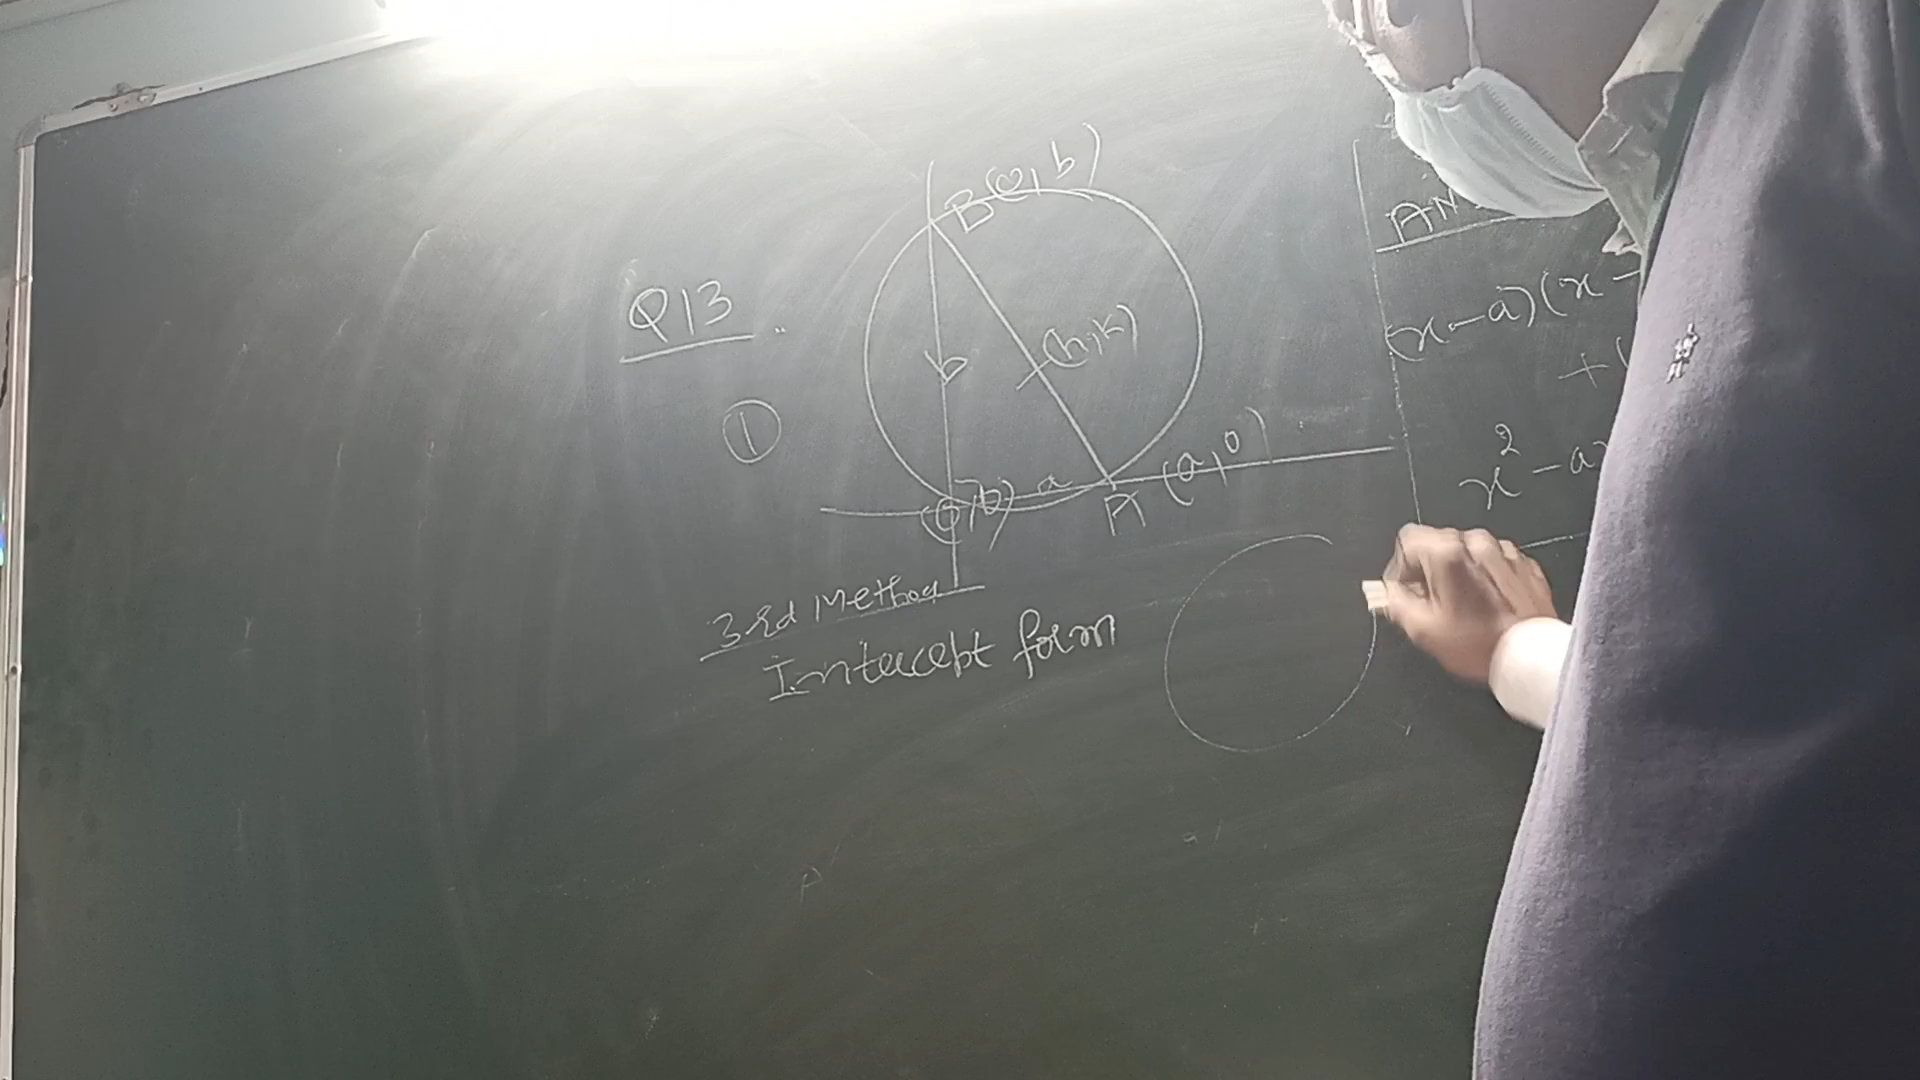 B(0, b)
Q13
b
(h, k)
①
(0, 0)
a
A
(a, 0)
3rd Method
Intercept form
(x-a)(x-
+(
x² - a